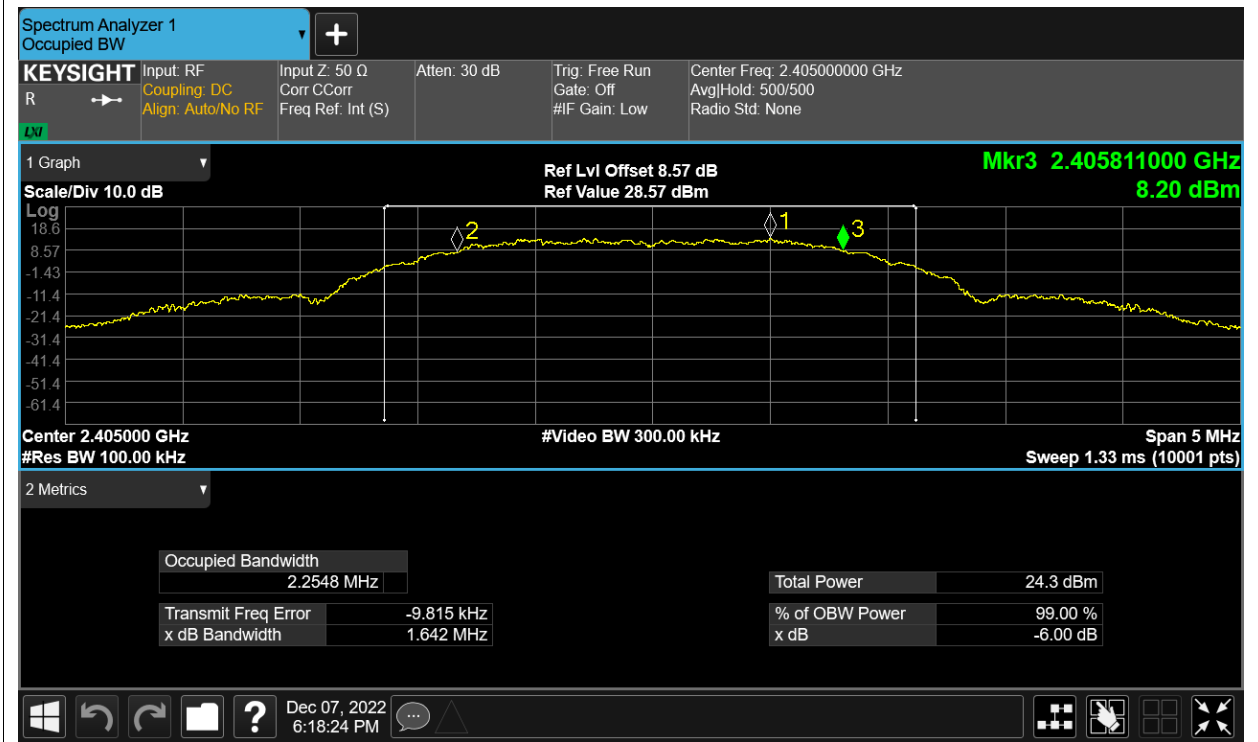 Spectrum Analyzer 1
Occupied BW
KEYSIGHT
R
LXI
Input: RF
Coupling: DC
Align: Auto/No RF
Input Z: 50 Ω
Corr CCorr
Freq Ref: Int (S)
Atten: 30 dB
Trig: Free Run
Gate: Off
#IF Gain: Low
Center Freq: 2.405000000 GHz
Avg|Hold: 500/500
Radio Std: None
1 Graph
Scale/Div 10.0 dB
Ref Lvl Offset 8.57 dB
Ref Value 28.57 dBm
Mkr3 2.405811000 GHz
8.20 dBm
Log
18.6
8.57
-1.43
-11.4
-21.4
-31.4
-41.4
-51.4
-61.4
2
1
3
Center 2.405000 GHz
#Res BW 100.00 kHz
#Video BW 300.00 kHz
Span 5 MHz
Sweep 1.33 ms (10001 pts)
2 Metrics
Occupied Bandwidth
2.2548 MHz
Transmit Freq Error -9.815 kHz
x dB Bandwidth 1.642 MHz
Total Power 24.3 dBm
% of OBW Power 99.00 %
x dB -6.00 dB
?
Dec 07, 2022
6:18:24 PM